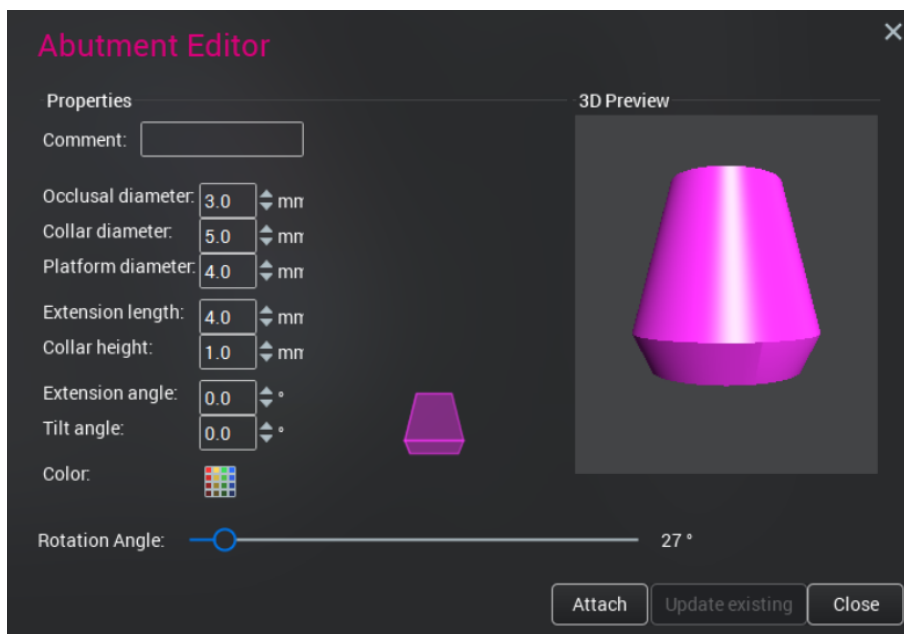 Abutment Editor
Properties
Comment:
Occlusal diameter: 3.0 mm
Collar diameter: 5.0 mm
Platform diameter: 4.0 mm
Extension length: 4.0 mm
Collar height: 1.0 mm
Extension angle: 0.0 °
Tilt angle: 0.0 °
Color:
3D Preview
Rotation Angle: 27 °
Attach
Update existing
Close